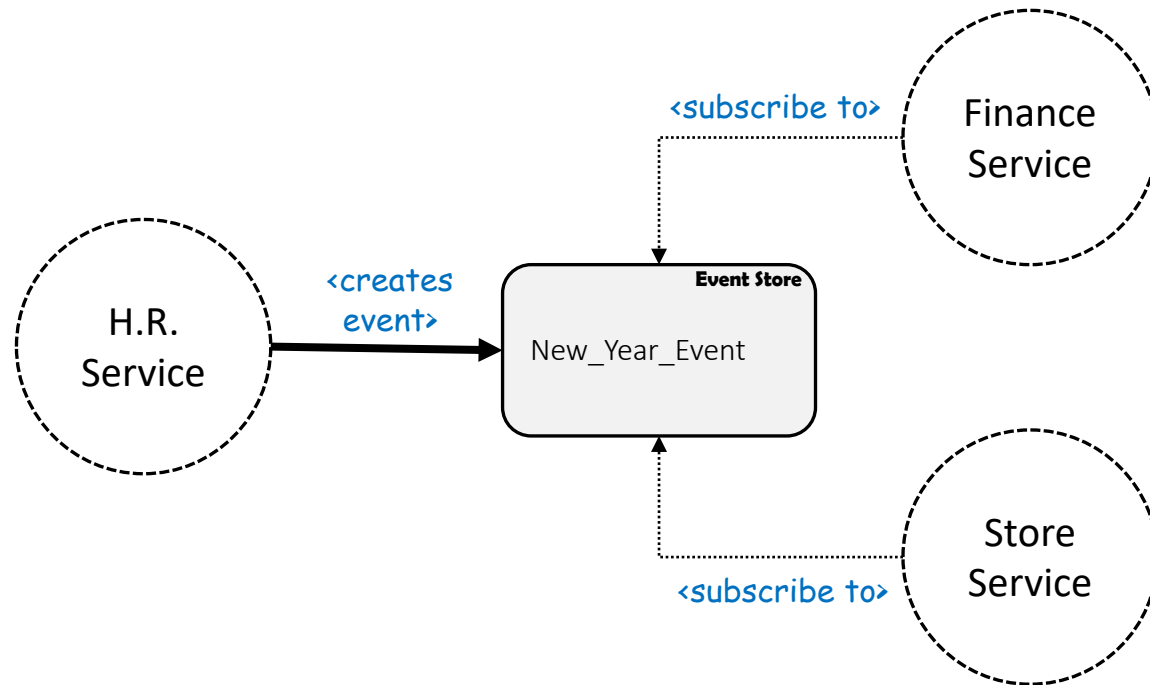 H.R.
Service
<creates
event>
Event Store
New_Year_Event
<subscribe to>
Finance
Service
<subscribe to>
Store
Service